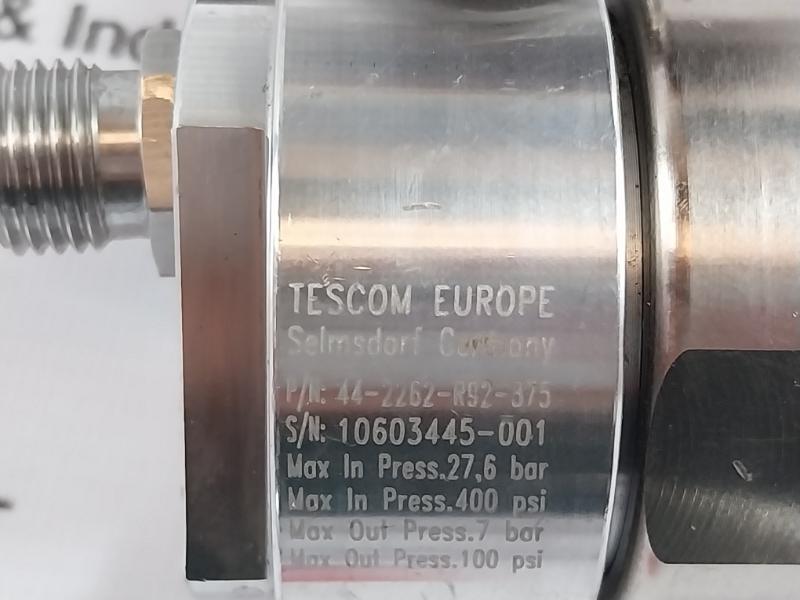 & Ind
TESCOM EUROPE
Selmsdorf Germany
P/N: 44-2262-R92-375
S/N: 10603445-001
Max In Press.27,6 bar
Max In Press.400 psi
Max Out Press.7 bar
Max Out Press.100 psi